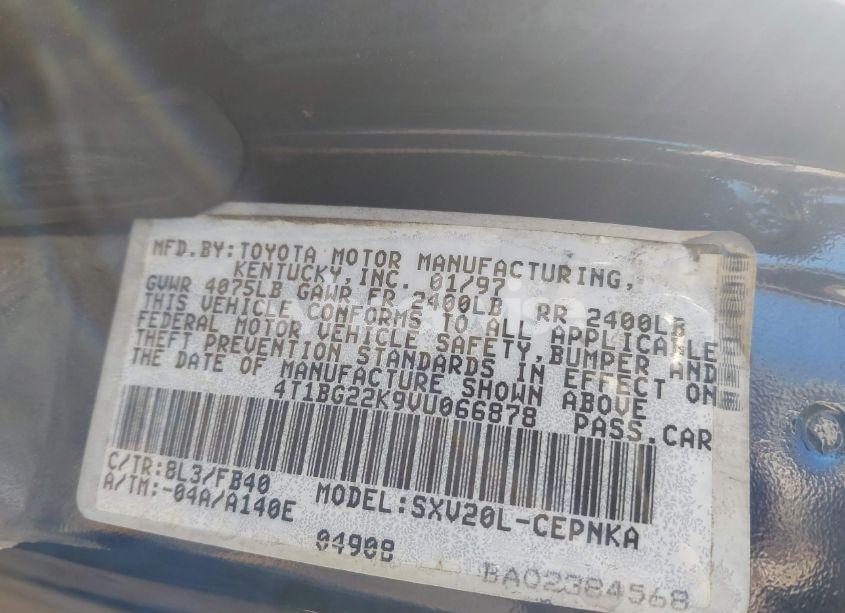 MFD.BY:TOYOTA MOTOR MANUFACTURING,
KENTUCKY,INC. 01/97
GVWR 4075LB GAWR FR 2400LB RR 2400LB
THIS VEHICLE CONFORMS TO ALL APPLICABLE
FEDERAL MOTOR VEHICLE SAFETY,BUMPER AND
THEFT PREVENTION STANDARDS IN EFFECT ON
THE DATE OF MANUFACTURE SHOWN ABOVE
4T1BG22K9VU066878 PASS.CAR
C/TR:8L3/FB40
A/TM:-04A/A140E MODEL:SXV20L-CEPNKA
04908
BA02384568